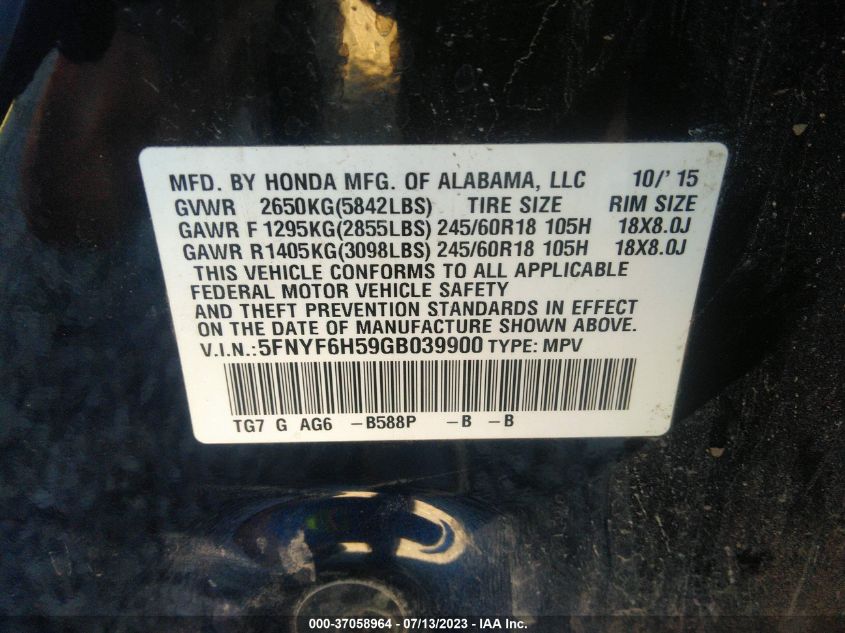 MFD. BY HONDA MFG. OF ALABAMA, LLC 10/' 15
GVWR 2650KG(5842LBS) TIRE SIZE RIM SIZE
GAWR F 1295KG(2855LBS) 245/60R18 105H 18X8.0J
GAWR R1405KG(3098LBS) 245/60R18 105H 18X8.0J
THIS VEHICLE CONFORMS TO ALL APPLICABLE
FEDERAL MOTOR VEHICLE SAFETY
AND THEFT PREVENTION STANDARDS IN EFFECT
ON THE DATE OF MANUFACTURE SHOWN ABOVE.
V.I.N.:5FNYF6H59GB039900 TYPE: MPV
TG7 G AG6 -B588P -B -B
000-37058964 - 07/13/2023 - IAA Inc.